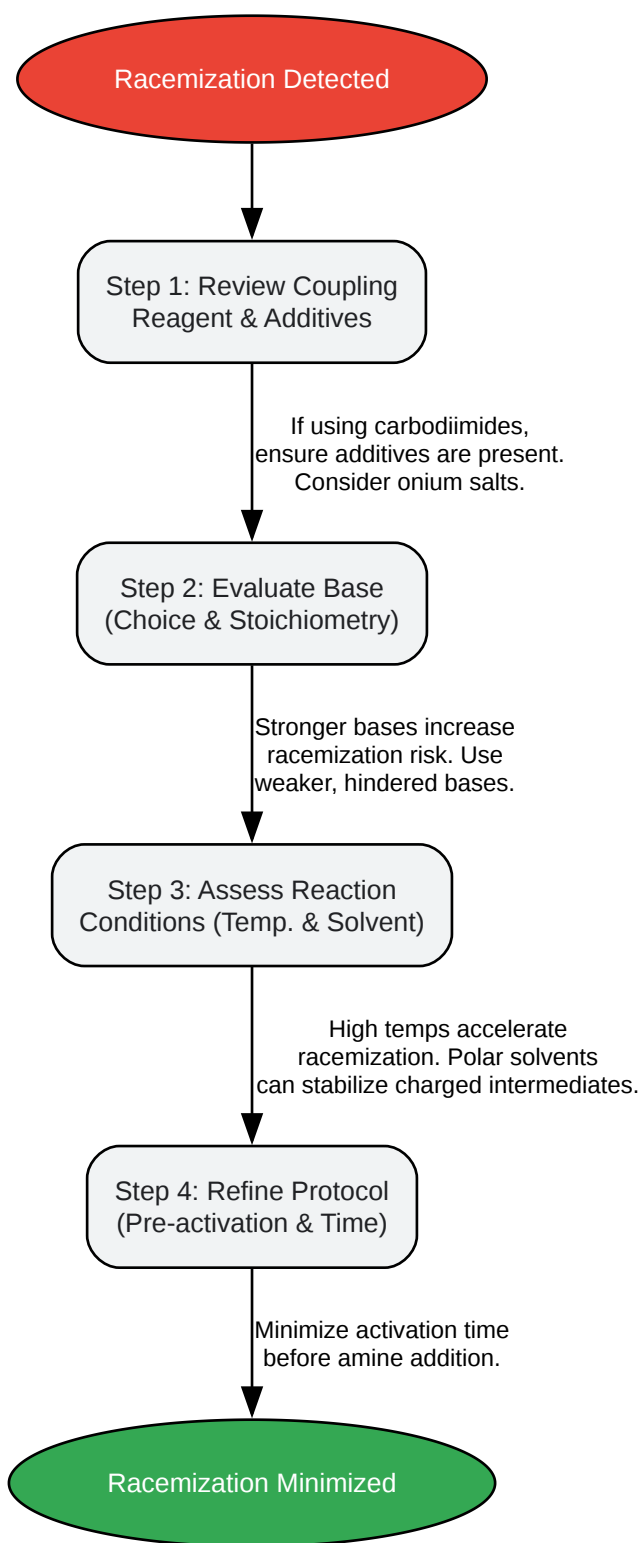 Racemization Detected
Step 1: Review Coupling
Reagent & Additives
If using carbodiimides,
ensure additives are present.
Consider onium salts.
Step 2: Evaluate Base
(Choice & Stoichiometry)
Stronger bases increase
racemization risk. Use
weaker, hindered bases.
Step 3: Assess Reaction
Conditions (Temp. & Solvent)
High temps accelerate
racemization. Polar solvents
can stabilize charged intermediates.
Step 4: Refine Protocol
(Pre-activation & Time)
Minimize activation time
before amine addition.
Racemization Minimized